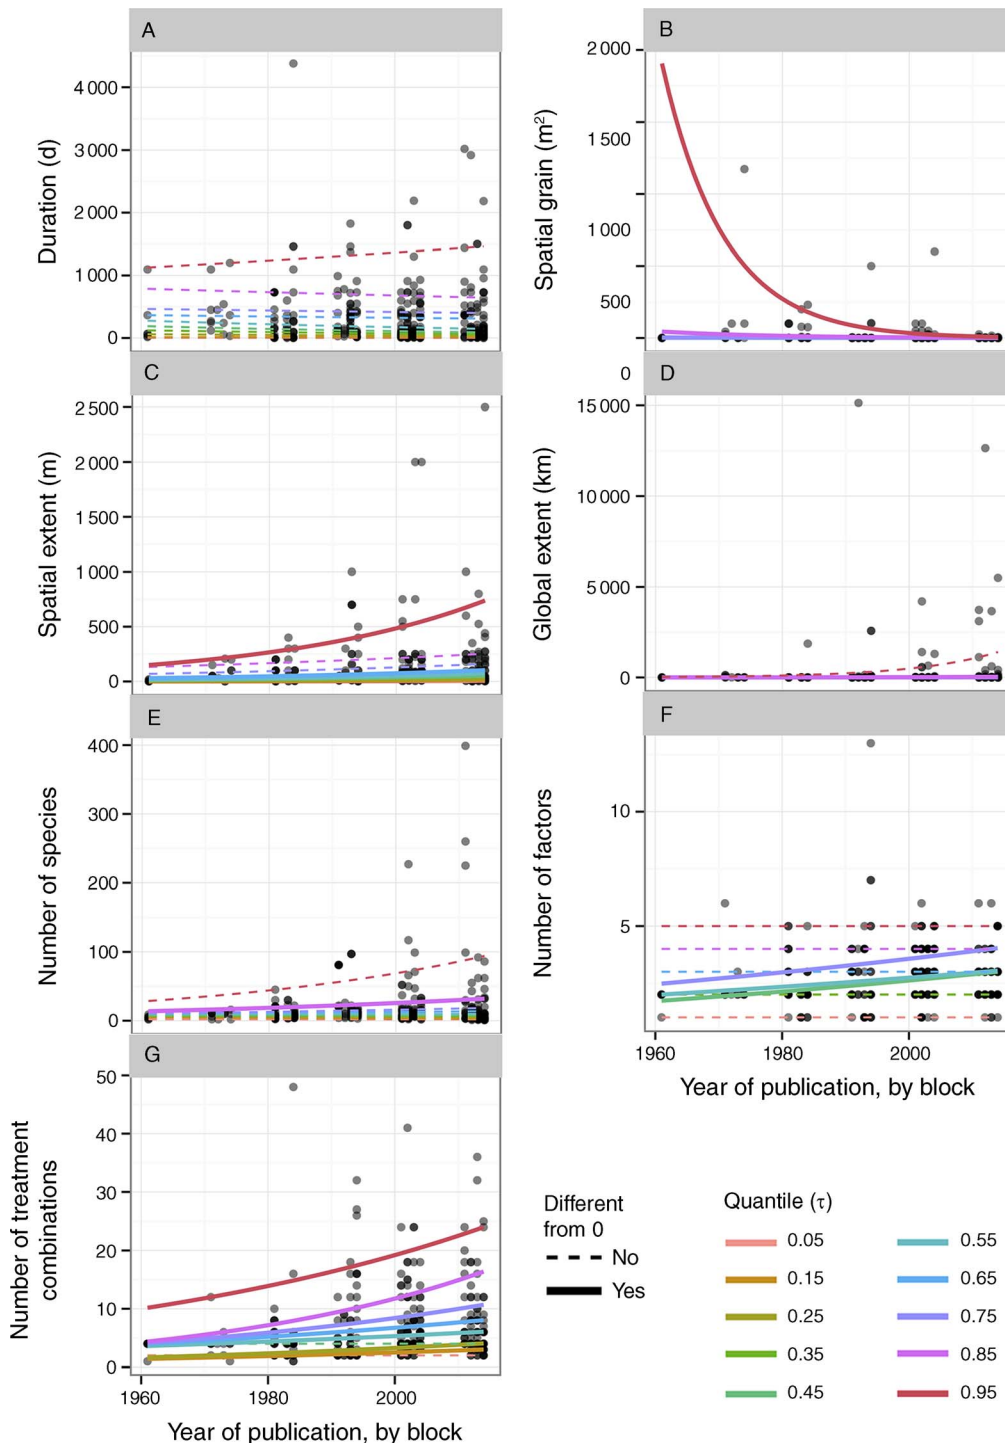 A
Duration (d)
4 000
3 000
2 000
1 000
0
B
Spatial grain (m²)
2 000
1 500
1 000
500
0
C
Spatial extent (m)
2 500
2 000
1 500
1 000
500
0
D
Global extent (km)
15 000
10 000
5 000
0
E
Number of species
400
300
200
100
0
F
Number of factors
10
5
1960
1980
2000
Year of publication, by block
G
Number of treatment
combinations
50
40
30
20
10
0
1960
1980
2000
Year of publication, by block
Different
from 0
No
Yes
Quantile (τ)
0.05
0.15
0.25
0.35
0.45
0.55
0.65
0.75
0.85
0.95